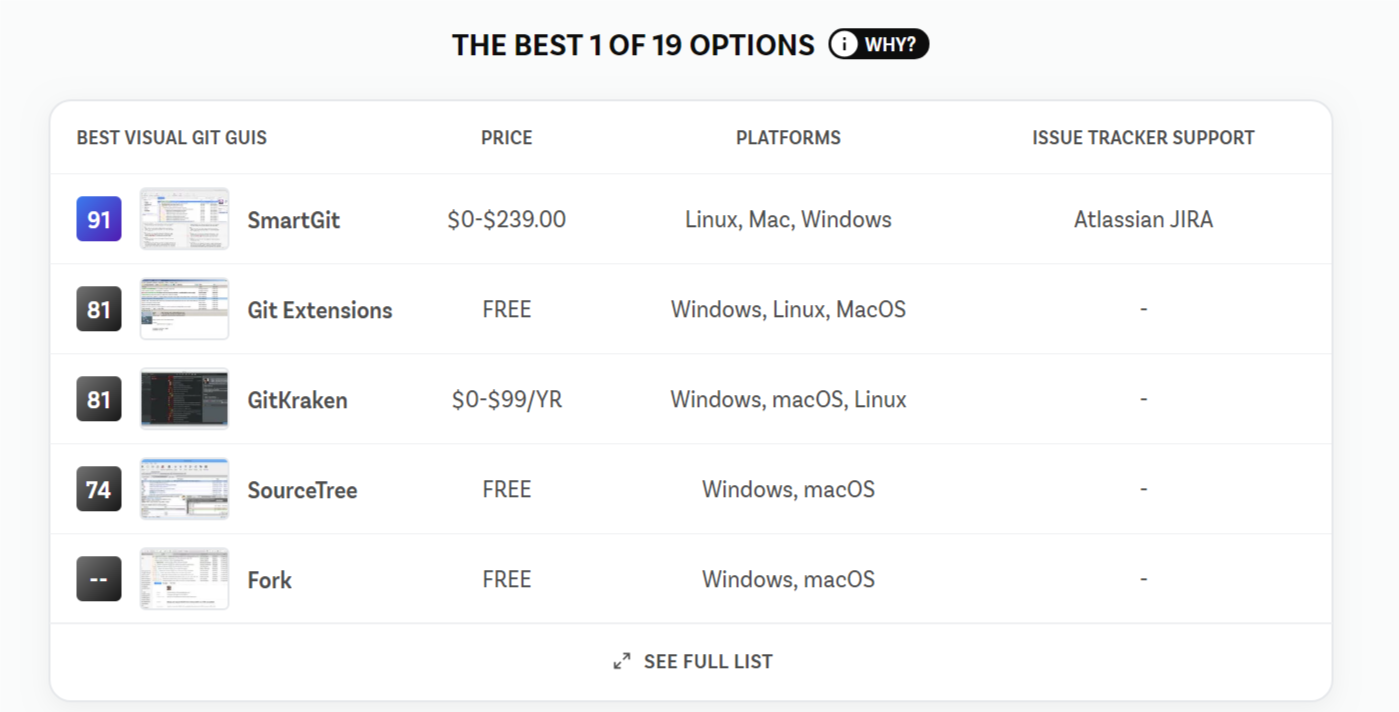 THE BEST 1 OF 19 OPTIONS i WHY?
BEST VISUAL GIT GUIS PRICE PLATFORMS ISSUE TRACKER SUPPORT
91 SmartGit $0-$239.00 Linux, Mac, Windows Atlassian JIRA
81 Git Extensions FREE Windows, Linux, MacOS -
81 GitKraken $0-$99/YR Windows, macOS, Linux -
74 SourceTree FREE Windows, macOS -
-- Fork FREE Windows, macOS -
SEE FULL LIST